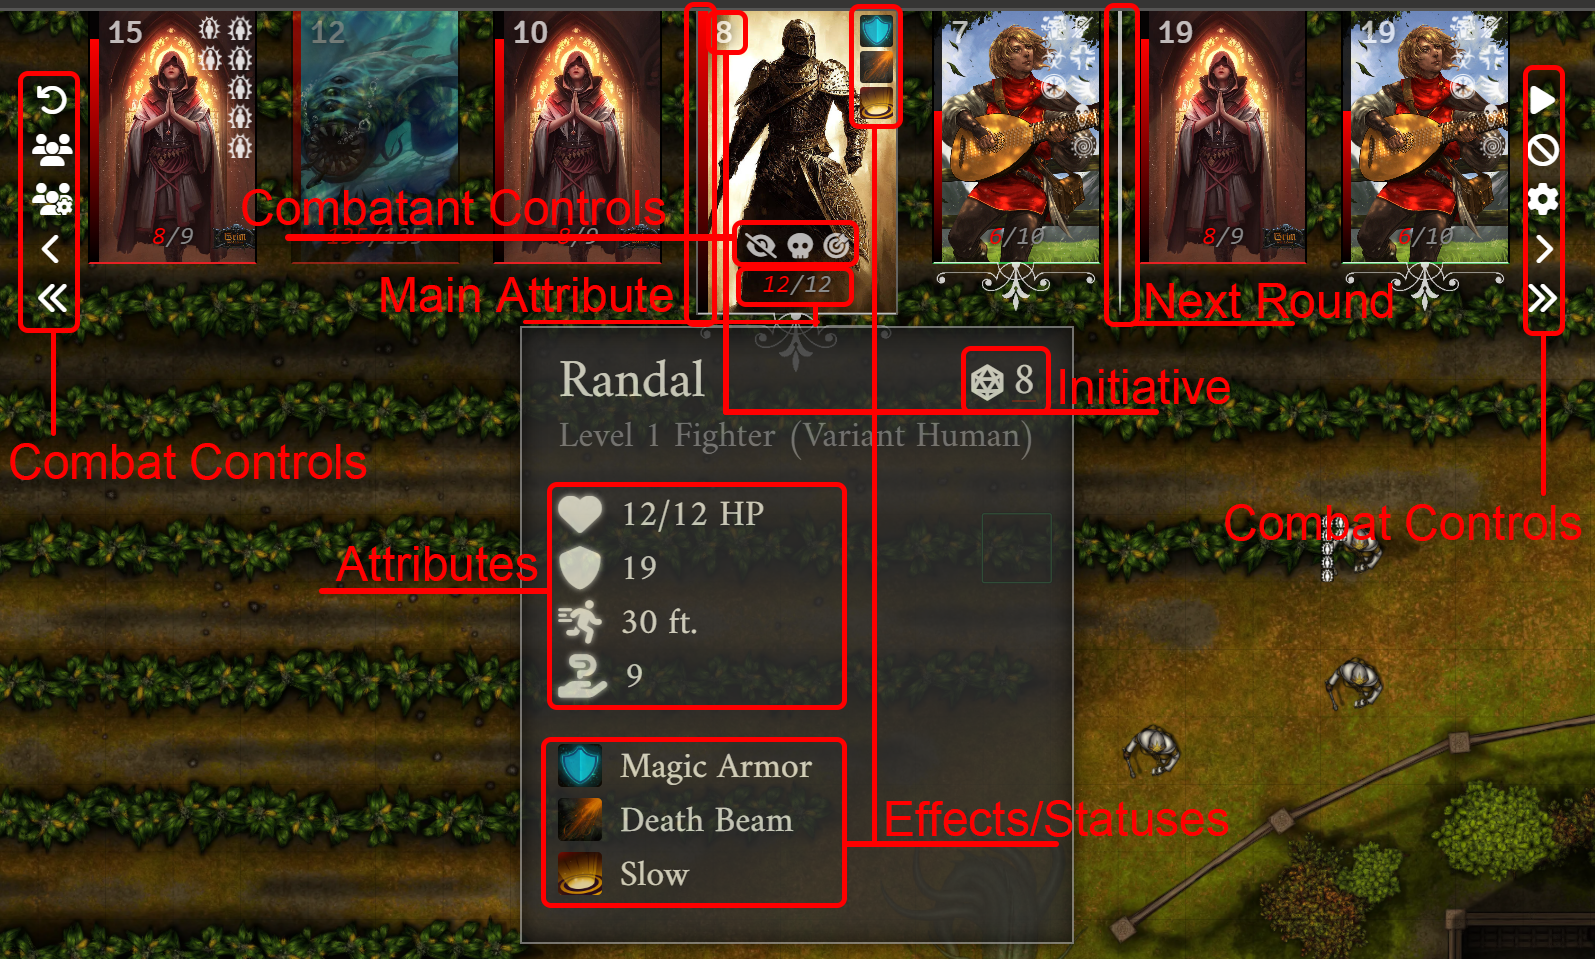 15
12
10
8
7
19
19
8/9
135/135
8/9
6/10
8/9
6/10
Grim
Grim
Combatant Controls
12/12
Main Attribute
Next Round
Randal
8
Initiative
Level 1 Fighter (Variant Human)
Combat Controls
12/12 HP
Combat Controls
Attributes
19
30 ft.
9
Magic Armor
Death Beam
Effects/Statuses
Slow